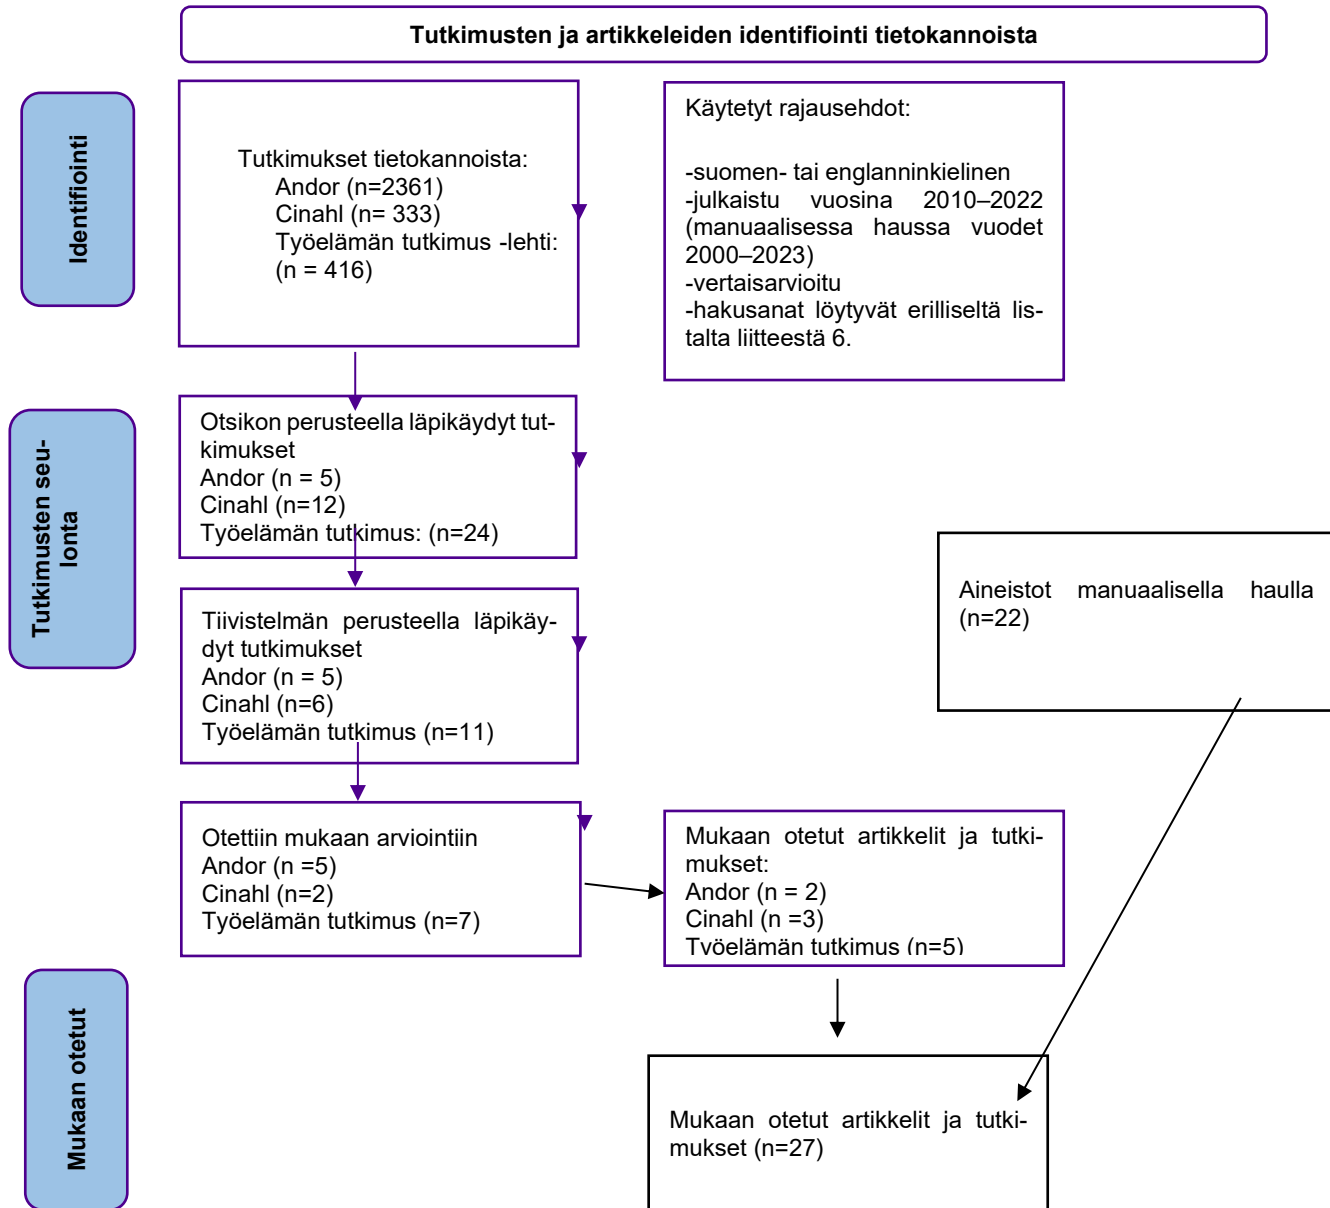 Tutkimusten ja artikkeleiden identifiointi tietokannoista
Identifiointi
Tutkimukset tietokannoista:
Andor (n=2361)
Cinahl (n= 333)
Työelämän tutkimus -lehti:
(n = 416)
Käytetyt rajausehdot:
-suomen- tai englanninkielinen
-julkaistu vuosina 2010–2022
(manuaalisessa haussa vuodet
2000–2023)
-vertaisarvioitu
-hakusanat löytyvät erilliseltä lis-
talta liitteestä 6.
Tutkimusten seu-
lonta
Otsikon perusteella läpikäydyt tut-
kimukset
Andor (n = 5)
Cinahl (n=12)
Työelämän tutkimus: (n=24)
Aineistot manuaalisella haulla
(n=22)
Tiivistelmän perusteella läpikäy-
dyt tutkimukset
Andor (n = 5)
Cinahl (n=6)
Työelämän tutkimus (n=11)
Otettiin mukaan arviointiin
Andor (n =5)
Cinahl (n=2)
Työelämän tutkimus (n=7)
Mukaan otetut artikkelit ja tutki-
mukset:
Andor (n = 2)
Cinahl (n =3)
Työelämän tutkimus (n=5)
Mukaan otetut
Mukaan otetut artikkelit ja tutki-
mukset (n=27)